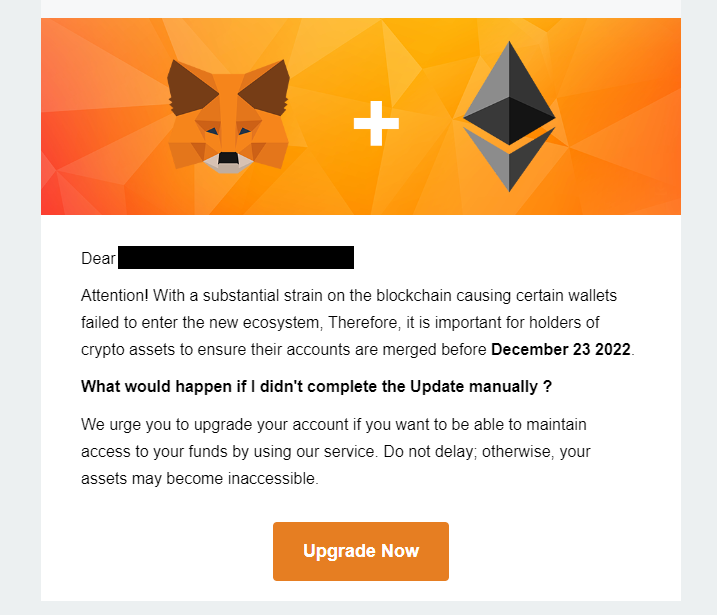 Dear
Attention! With a substantial strain on the blockchain causing certain wallets
failed to enter the new ecosystem, Therefore, it is important for holders of
crypto assets to ensure their accounts are merged before December 23 2022.
What would happen if I didn't complete the Update manually ?
We urge you to upgrade your account if you want to be able to maintain
access to your funds by using our service. Do not delay; otherwise, your
assets may become inaccessible.
Upgrade Now